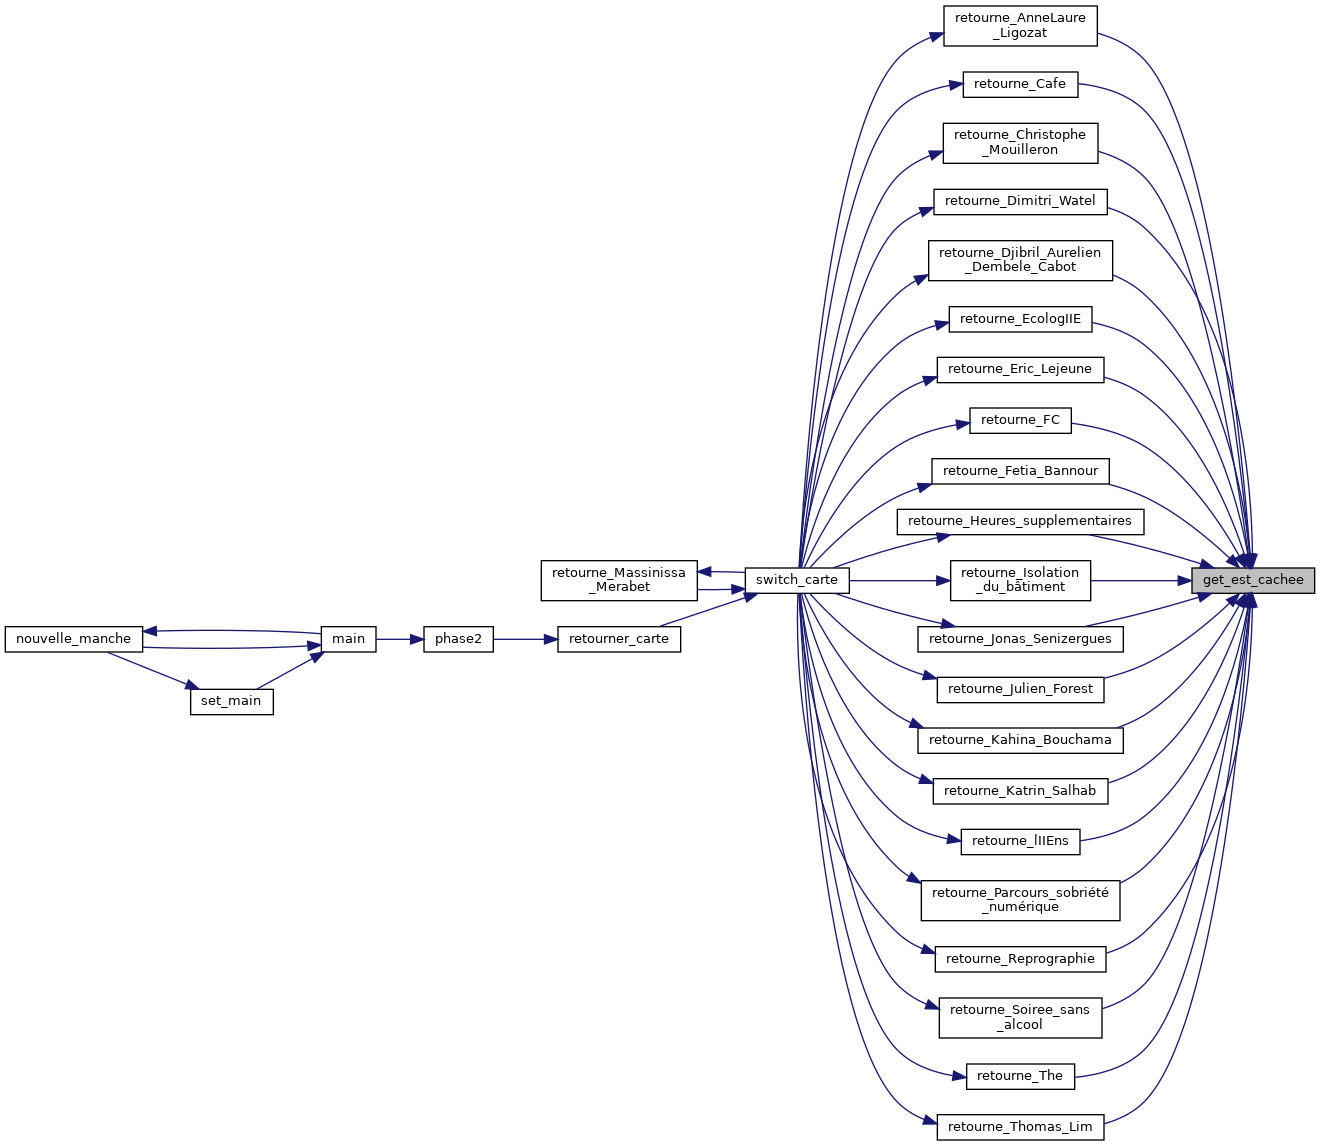 retourne_AnneLaure
_Ligozat
retourne_Cafe
retourne_Christophe
_Mouilleron
retourne_Dimitri_Watel
retourne_Djibril_Aurelien
_Dembele_Cabot
retourne_EcologIIE
retourne_Eric_Lejeune
retourne_FC
retourne_Fetia_Bannour
retourne_Heures_supplementaires
retourne_Massinissa
_Merabet
switch_carte
retourne_Isolation
_du_bâtiment
get_est_cachee
nouvelle_manche
main
phase2
retourner_carte
retourne_Jonas_Senizergues
set_main
retourne_Julien_Forest
retourne_Kahina_Bouchama
retourne_Katrin_Salhab
retourne_lIIEns
retourne_Parcours_sobriété
_numérique
retourne_Reprographie
retourne_Soiree_sans
_alcool
retourne_The
retourne_Thomas_Lim